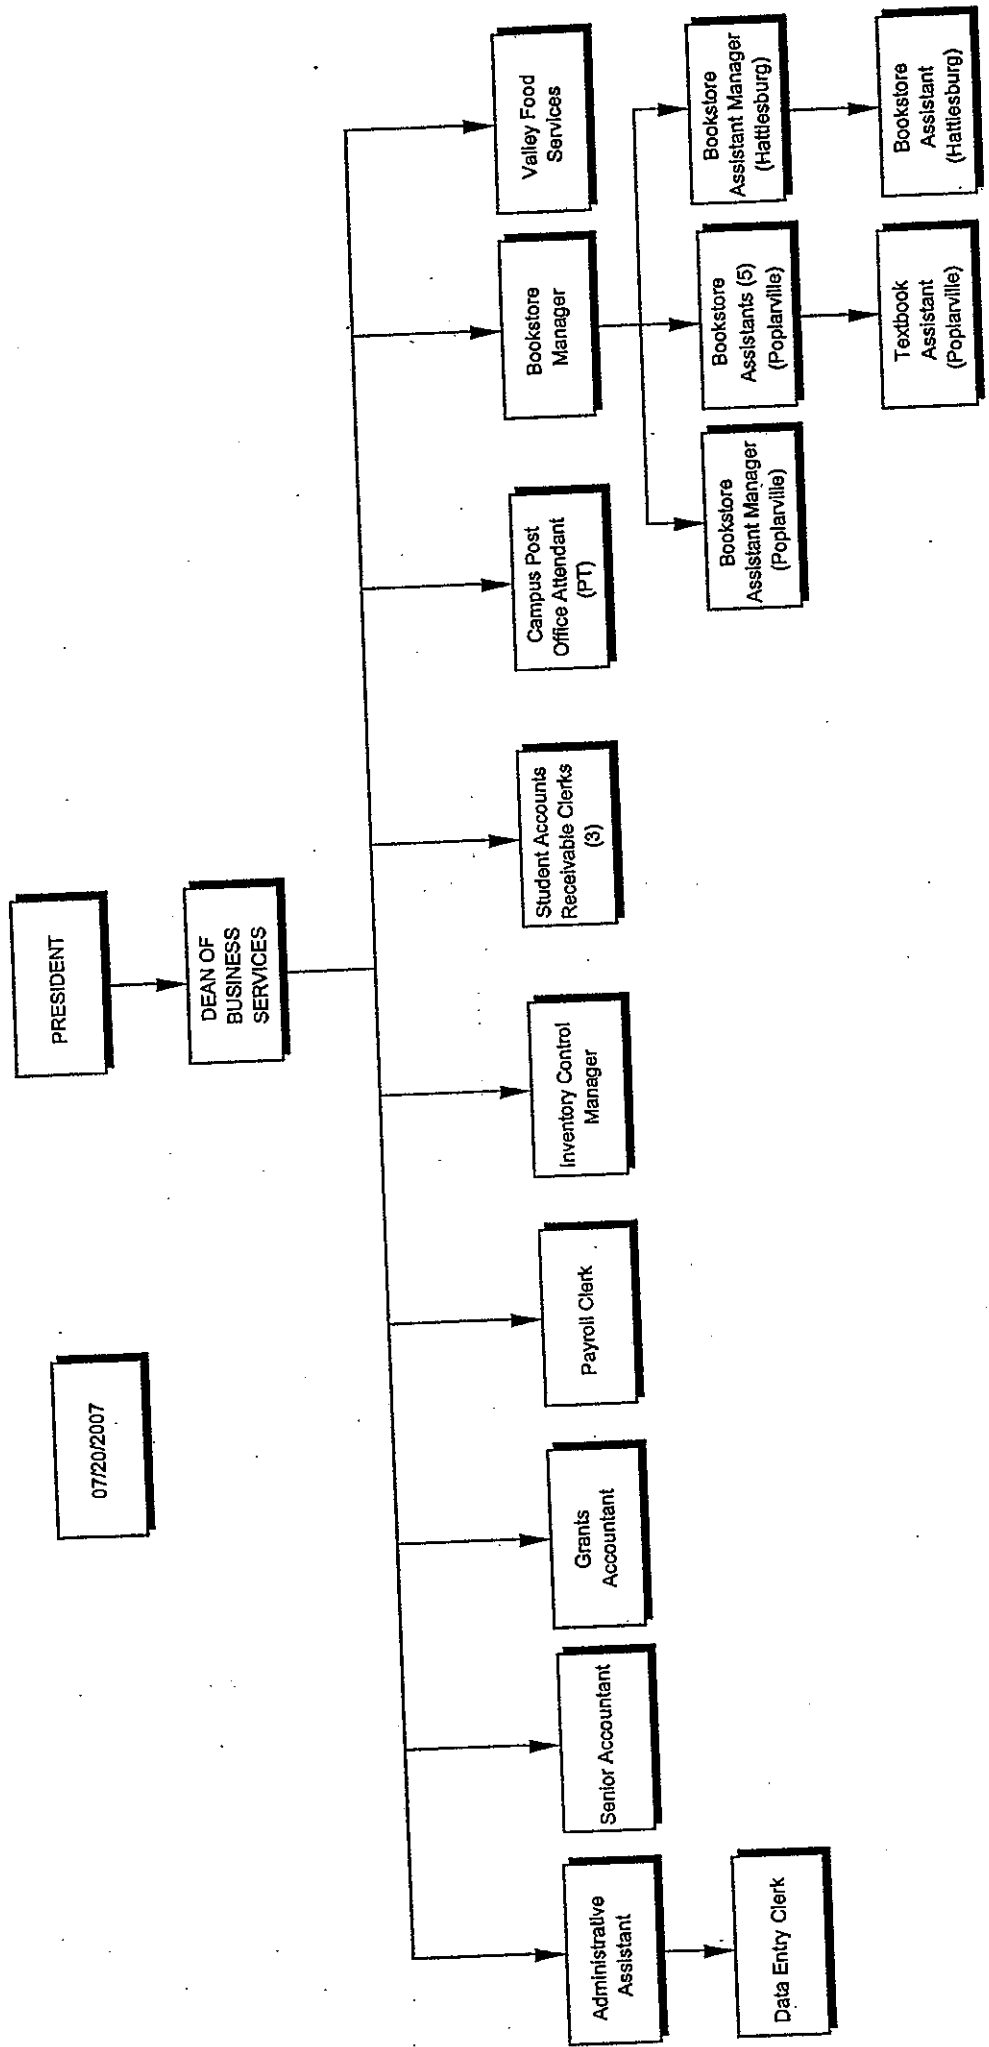 07/20/2007
PRESIDENT
DEAN OF
BUSINESS
SERVICES
Administrative
Assistant
Senior Accountant
Grants
Accountant
Payroll Clerk
Inventory Control
Manager
Student Accounts
Receivable Clerks
(3)
Campus Post
Office Attendant
(PT)
Bookstore
Manager
Valley Food
Services
Data Entry Clerk
Bookstore
Assistant Manager
(Poplarville)
Bookstore
Assistants (5)
(Poplarville)
Bookstore
Assistant Manager
(Hattiesburg)
Textbook
Assistant
(Poplarville)
Bookstore
Assistant
(Hattiesburg)